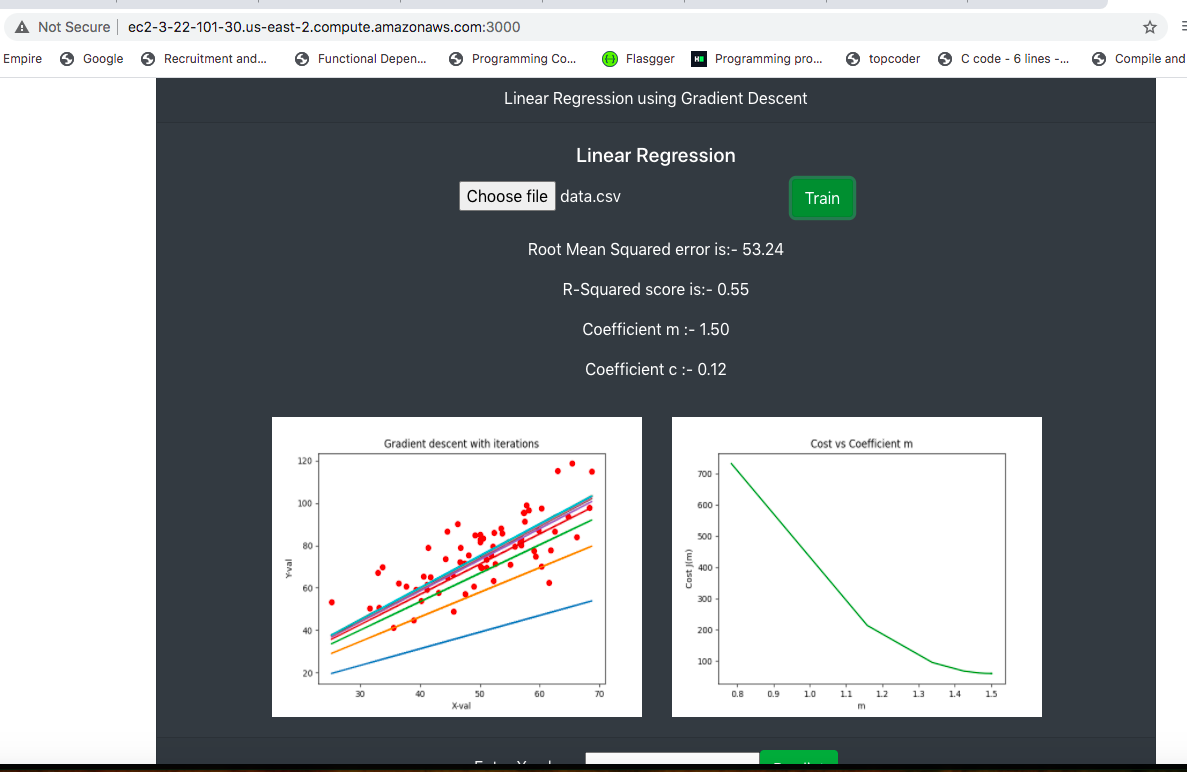 Not Secure | ec2-3-22-101-30.us-east-2.compute.amazonaws.com:3000
Empire Google Recruitment and... Functional Depen... Programming Co... Flasgger Programming pro... topcoder C code - 6 lines -... Compile and
Linear Regression using Gradient Descent
Linear Regression
Choose file data.csv Train
Root Mean Squared error is:- 53.24
R-Squared score is:- 0.55
Coefficient m :- 1.50
Coefficient c :- 0.12
Gradient descent with iterations
120
100
80
60
40
20
Y-val
30 40 50 60 70
X-val
Cost vs Coefficient m
700
600
500
400
300
200
100
Cost J(m)
0.8 0.9 1.0 1.1 1.2 1.3 1.4 1.5
m